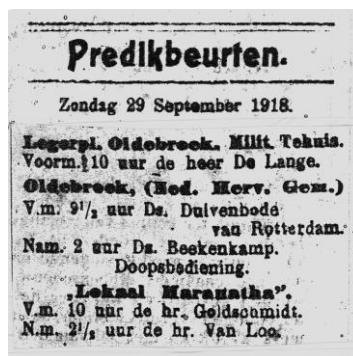 Predikbeurten.
Zondag 29 September 1918.
Legerpl. Oldebroek. Milit. Tehuis.
Voorm. 10 uur de heer De Lange.
Oldebroek, (Ned. Herv. Gem.)
V.m. 9½ uur Ds. Duivenbode
van Rotterdam.
Nam. 2 uur Ds. Beekenkamp.
Doopsbediening.
„Lokaal Maranatha".
V.m. 10 uur de hr. Goldschmidt.
N.m. 2½ uur de hr. Van Loo.